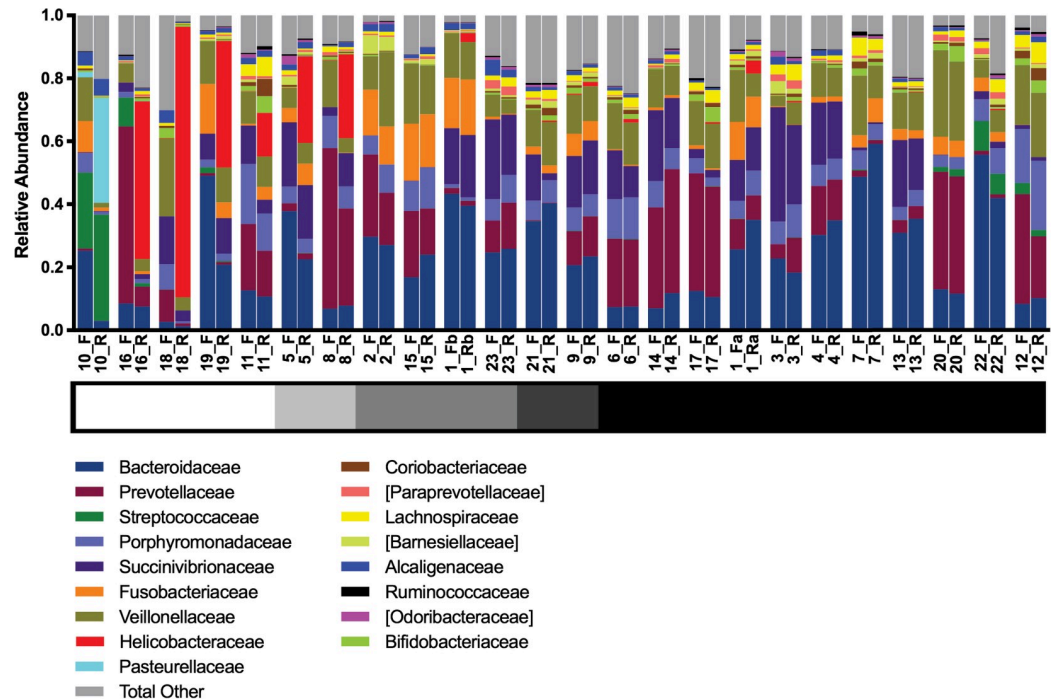 Relative Abundance
1.0
0.8
0.6
0.4
0.2
0.0
10_F
10_R
16_F
16_R
18_F
18_R
19_F
19_R
11_F
11_R
5_F
5_R
8_F
8_R
2_F
2_R
15_F
15_R
1_Fb
1_Rb
23_F
23_R
21_F
21_R
9_F
9_R
6_F
6_R
14_F
14_R
17_F
17_R
1_Fa
1_Ra
3_F
3_R
4_F
4_R
7_F
7_R
13_F
13_R
20_F
20_R
22_F
22_R
12_F
12_R
Bacteroidaceae
Prevotellaceae
Streptococcaceae
Porphyromonadaceae
Succinivibrionaceae
Fusobacteriaceae
Veillonellaceae
Helicobacteraceae
Pasteurellaceae
Total Other
Coriobacteriaceae
[Paraprevotellaceae]
Lachnospiraceae
[Barnesiellaceae]
Alcaligenaceae
Ruminococcaceae
[Odoribacteraceae]
Bifidobacteriaceae